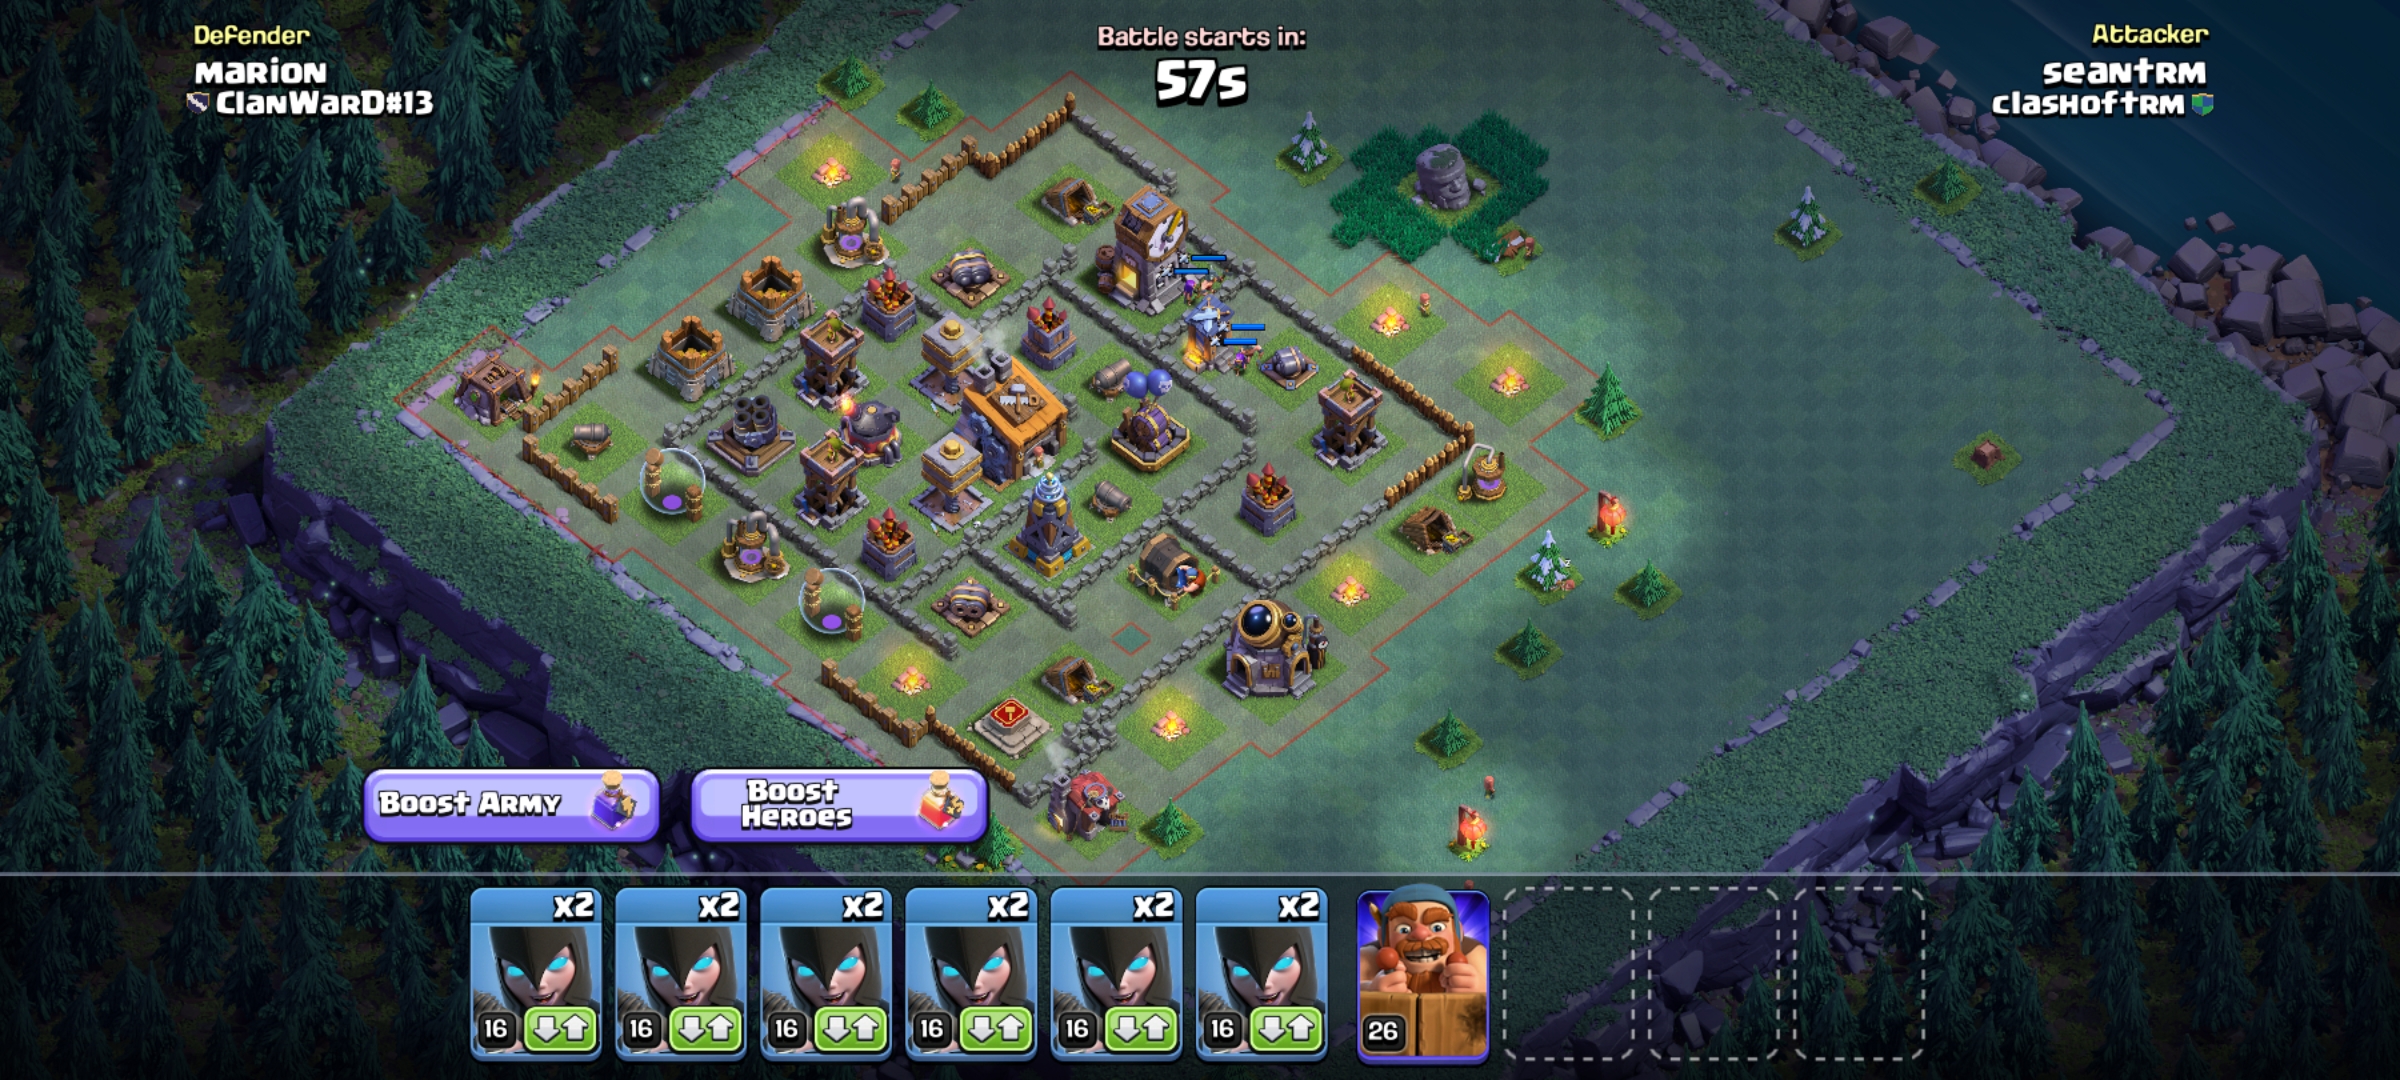 Defender
marion
ClanWarD#13
Battle starts in:
57s
Attacker
seantRM
clashoftRM
Boost Army
Boost
Heroes
x2
x2
x2
x2
x2
x2
16
16
16
16
16
16
26